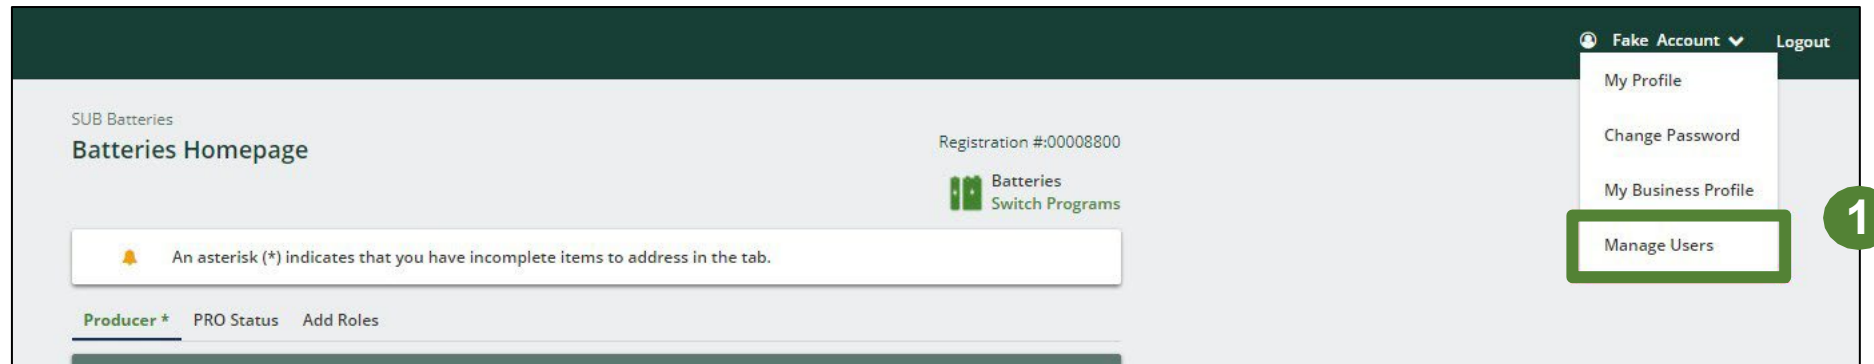 Fake Account
Logout
My Profile
Change Password
My Business Profile
Manage Users
1
SUB Batteries
Batteries Homepage
Registration #:00008800
Batteries
Switch Programs
An asterisk (*) indicates that you have incomplete items to address in the tab.
Producer * PRO Status Add Roles